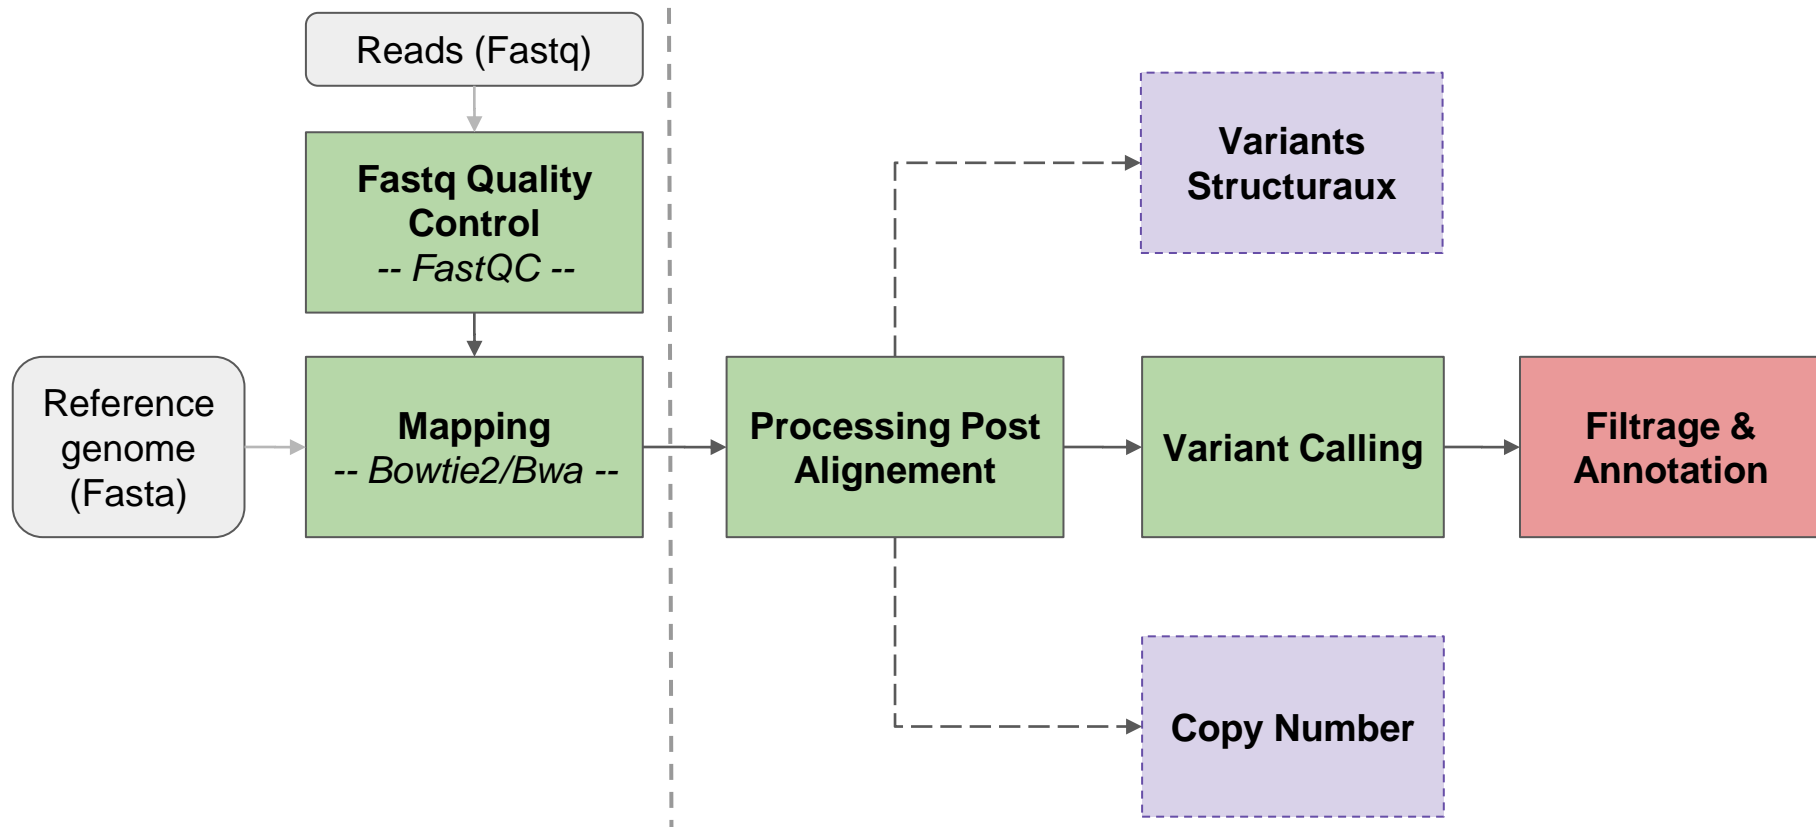 Reads (Fastq)
Fastq Quality
Control
-- FastQC --
Reference
genome
(Fasta)
Mapping
-- Bowtie2/Bwa --
Processing Post
Alignement
Variants
Structuraux
Variant Calling
Copy Number
Filtrage &
Annotation